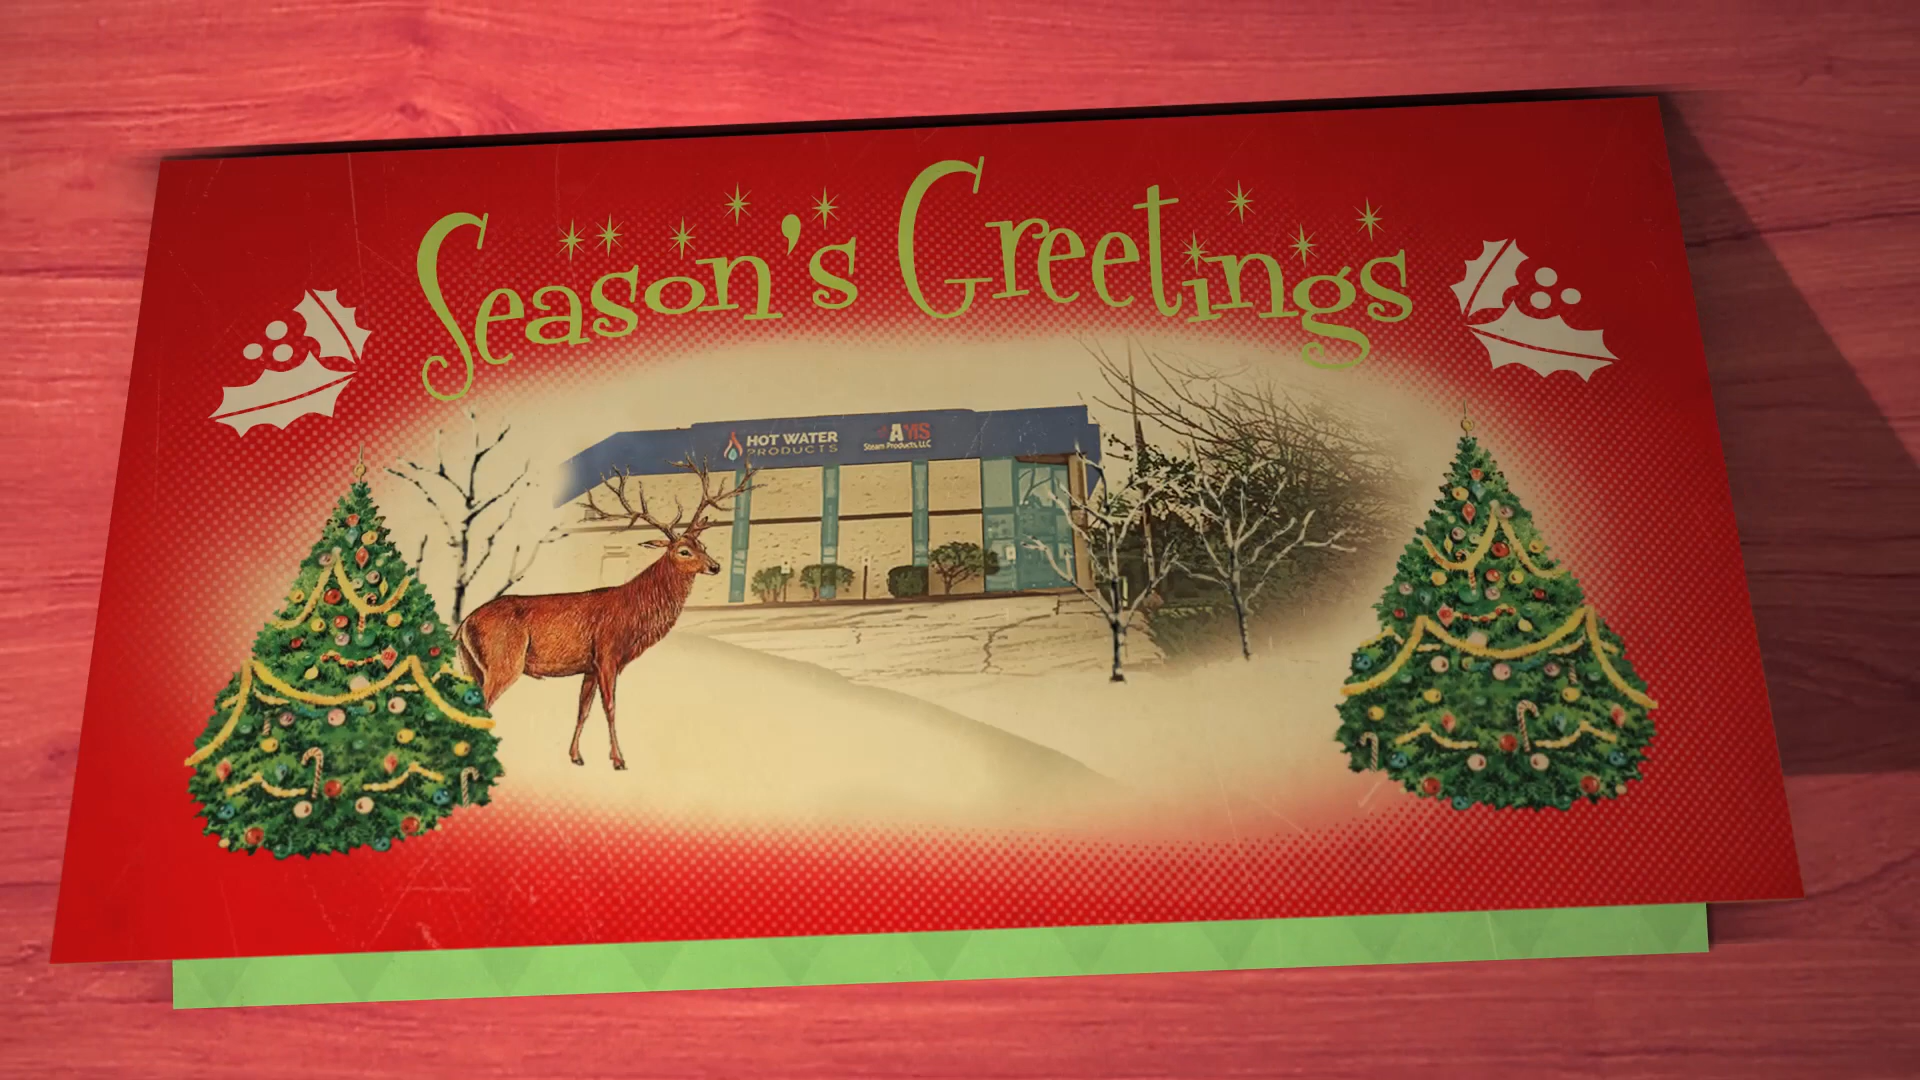 Season's Greetings
HOT WATER
PRODUCTS
AMS
Steam Products, LLC